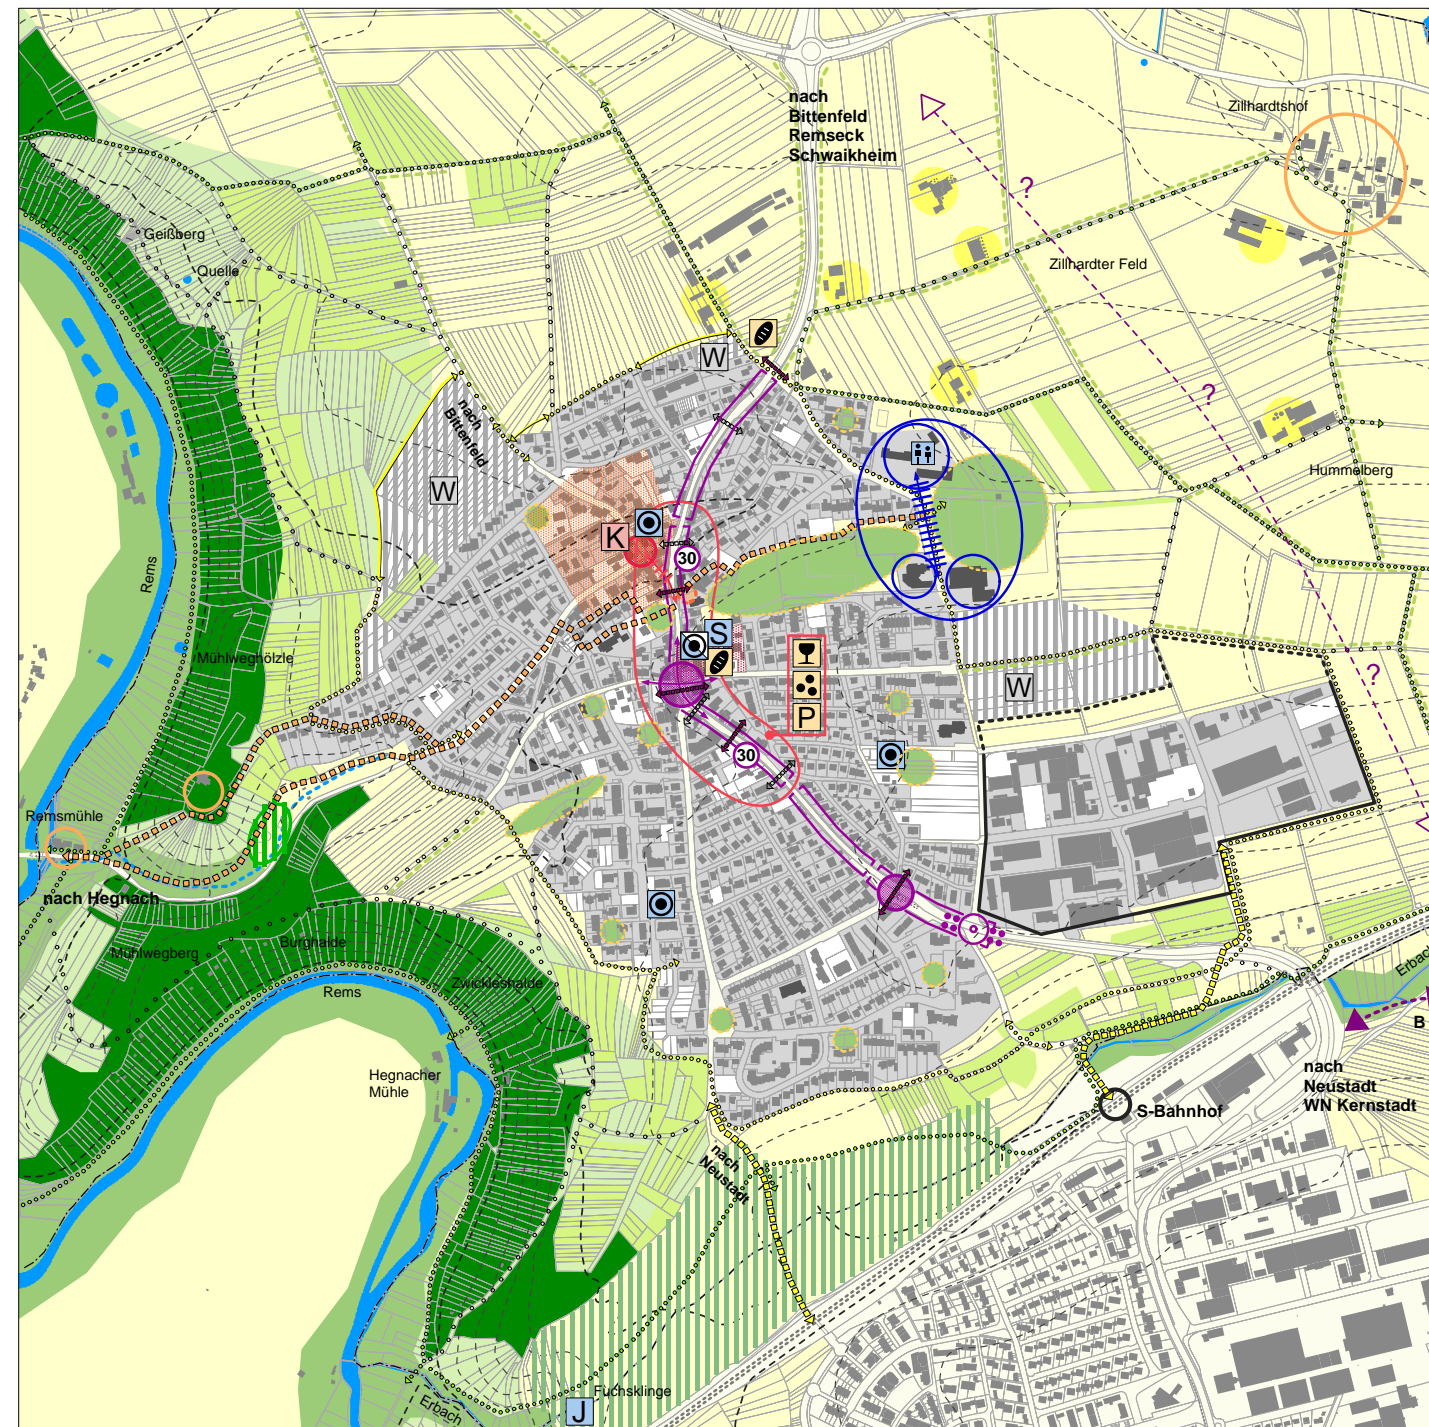 nach
Bittenfeld
Remseck
Schwaikheim
Zillhardtshof
?
Geißberg
Quelle
Zillhardter Feld
W
?
nach
Bittenfeld
W
Hummelberg
K
30
Rems
S
Mühlweghölzle
?
W
P
30
Remsmühle
nach Hegnach
Mühlwegberg
Burghalde
Zwickleshalde
Rems
Erbach
B
Hegnacher
Mühle
S-Bahnhof
nach
Neustadt
WN Kernstadt
nach
Neustadt
Fuchsklinge
J
Erbach